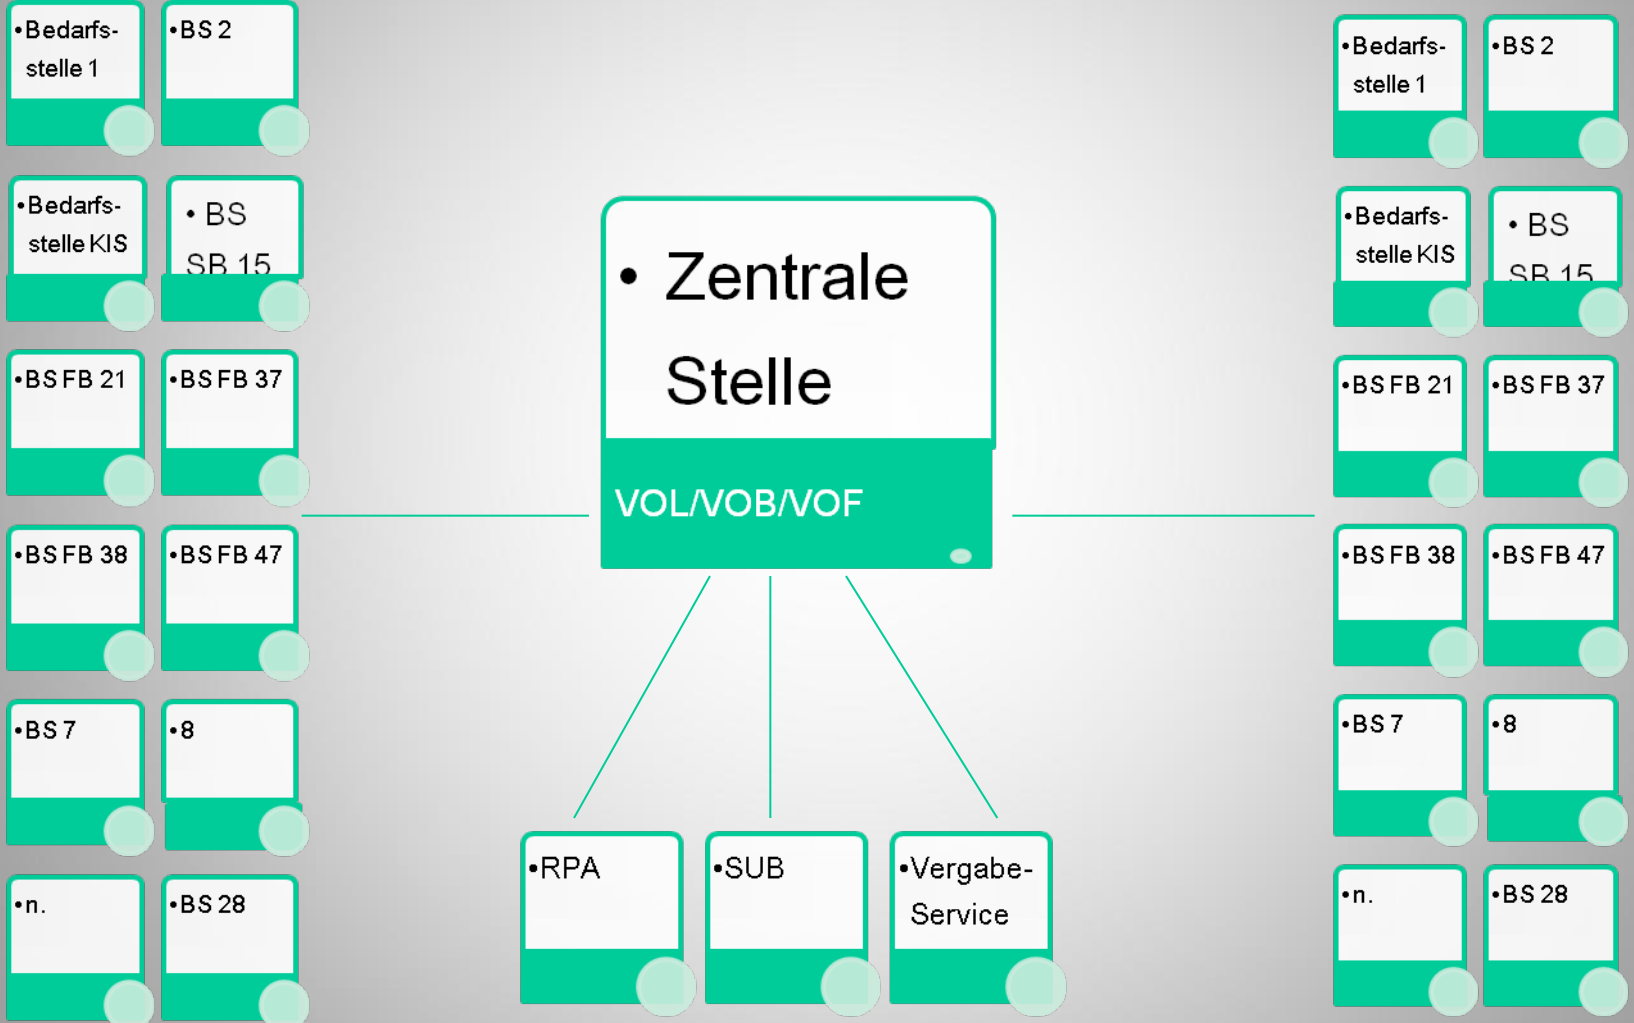 •Bedarfs-
stelle 1
•BS 2
•Bedarfs-
stelle KIS
• BS
SB 15
•BS FB 21
•BS FB 37
•BS FB 38
•BS FB 47
•BS 7
•8
•n.
•BS 28
• Zentrale
Stelle
VOL/VOB/VOF
•RPA
•SUB
•Vergabe-
Service
•Bedarfs-
stelle 1
•BS 2
•Bedarfs-
stelle KIS
• BS
SB 15
•BS FB 21
•BS FB 37
•BS FB 38
•BS FB 47
•BS 7
•8
•n.
•BS 28